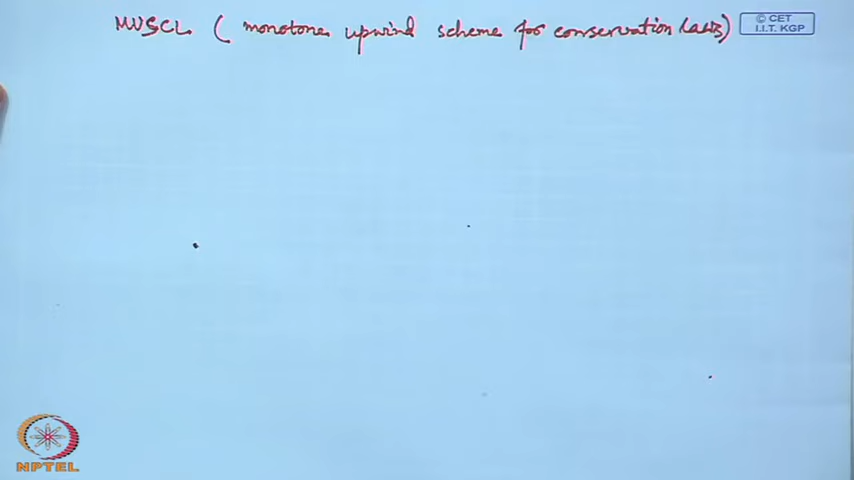 MUSCL ( monotone upwind scheme for conservation laws)
© CET
I.I.T. KGP
NPTEL